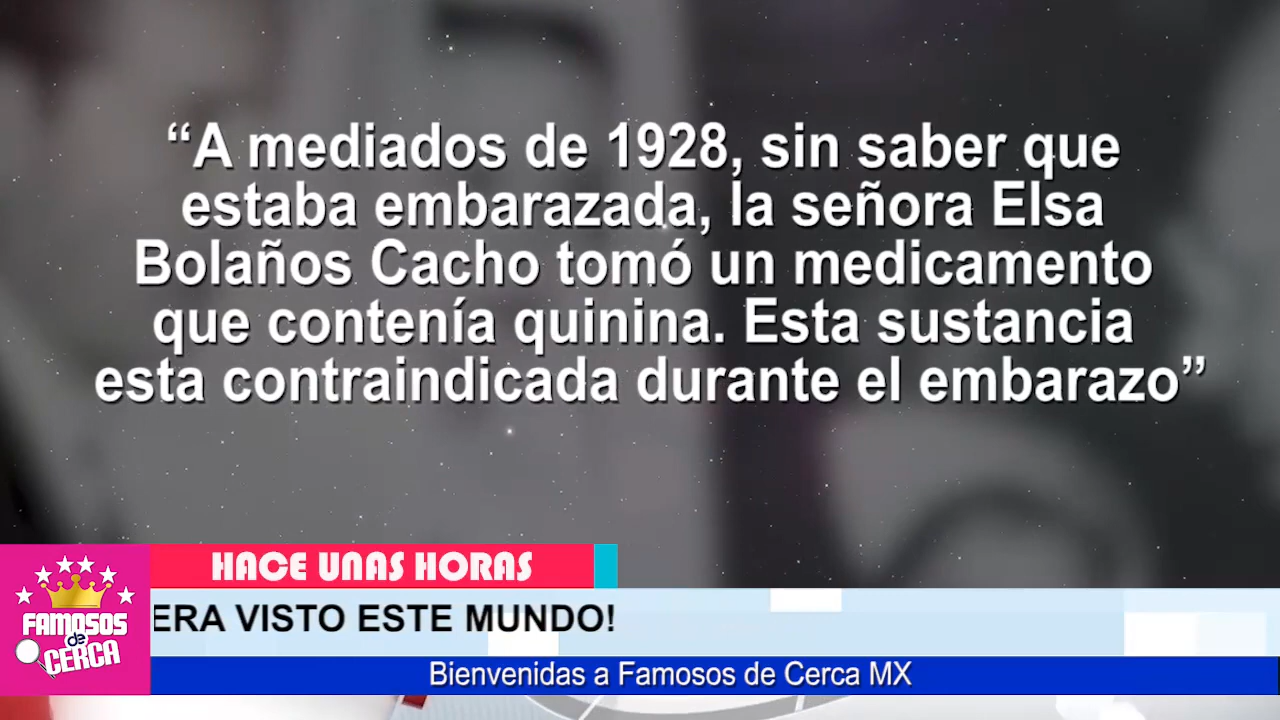 “A mediados de 1928, sin saber que
estaba embarazada, la señora Elsa
Bolaños Cacho tomó un medicamento
que contenía quinina. Esta sustancia
esta contraindicada durante el embarazo”
HACE UNAS HORAS
FAMOSOS
de
CERCA
ERA VISTO ESTE MUNDO!
Bienvenidas a Famosos de Cerca MX